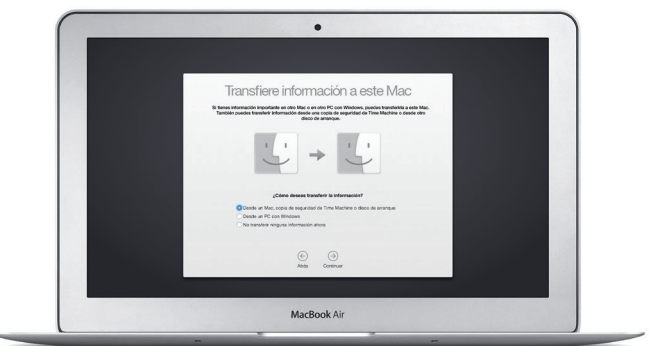 Transfiere información a este Mac
Si tienes información importante en otro Mac o en otro PC con Windows, puedes transferirla a este Mac.
También puedes transferir información desde una copia de seguridad de Time Machine o desde otro
disco de arranque.
¿Cómo deseas transferir la información?
Desde un Mac, copia de seguridad de Time Machine o disco de arranque
Desde un PC con Windows
No transferir ninguna información ahora
Atrás Continuar
MacBook Air